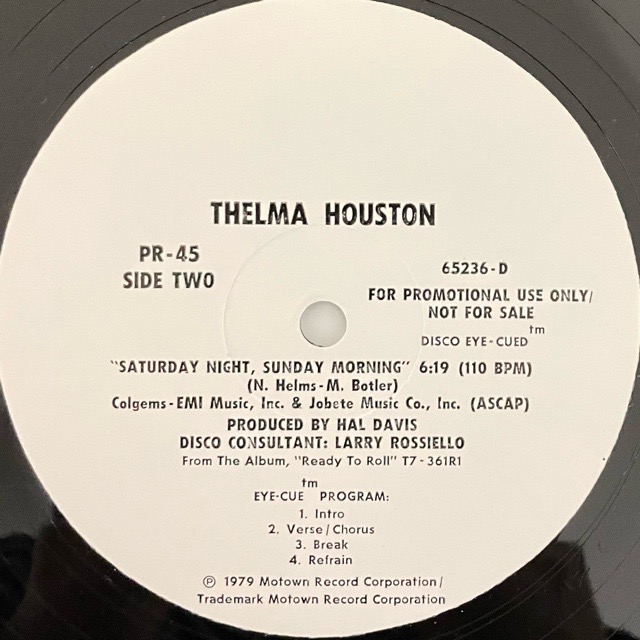 THELMA HOUSTON
PR-45
SIDE TWO
65236-D
FOR PROMOTIONAL USE ONLY/
NOT FOR SALE
DISCO EYE-CUED tm
"SATURDAY NIGHT, SUNDAY MORNING" 6:19 (110 BPM)
(N. Helms-M. Botler)
Colgems-EMI Music, Inc. & Jobete Music Co., Inc. (ASCAP)
PRODUCED BY HAL DAVIS
DISCO CONSULTANT: LARRY ROSSIELLO
From The Album, "Ready To Roll" T7-361R1
EYE-CUE tm PROGRAM:
1. Intro
2. Verse/Chorus
3. Break
4. Refrain
℗ 1979 Motown Record Corporation/
Trademark Motown Record Corporation